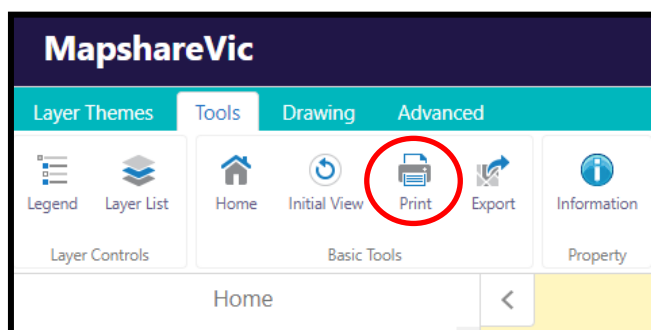 MapshareVic
Layer Themes Tools Drawing Advanced
Legend Layer List Home Initial View Print Export Information
Layer Controls Basic Tools Property
Home